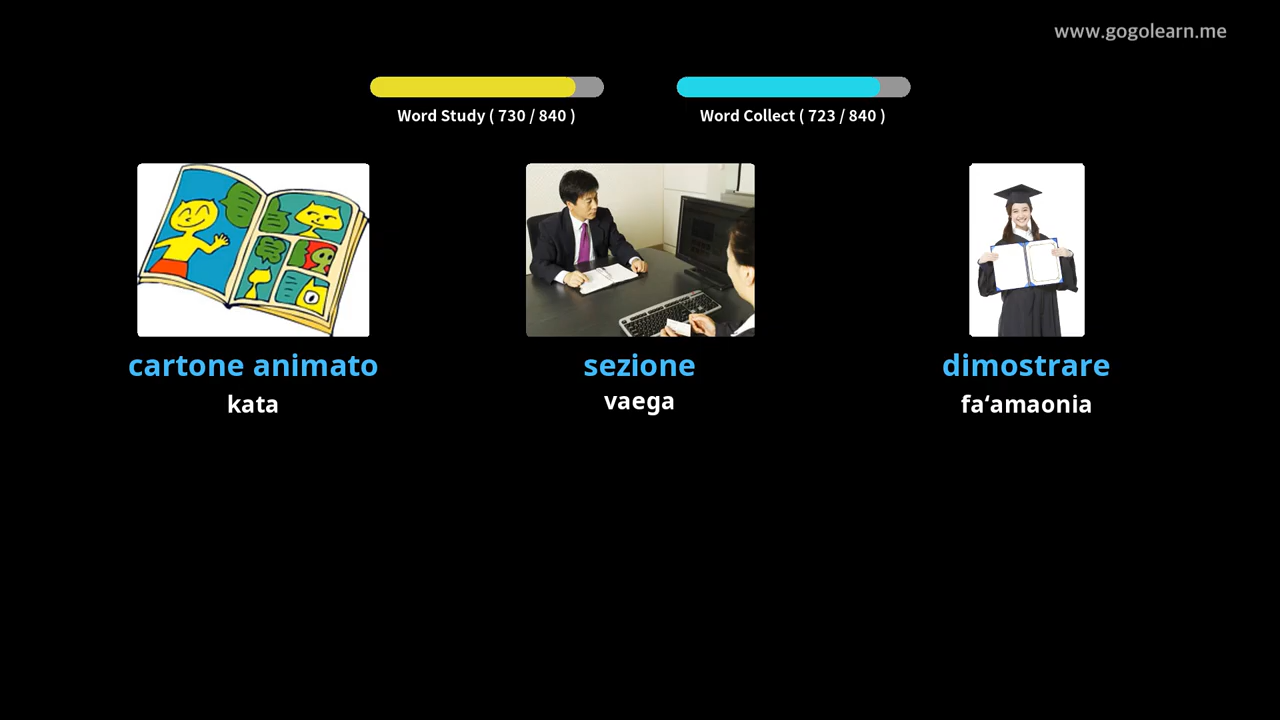 www.gogolearn.me
Word Study ( 730 / 840 )
Word Collect ( 723 / 840 )
cartone animato
kata
sezione
vaega
dimostrare
fa‘amaonia